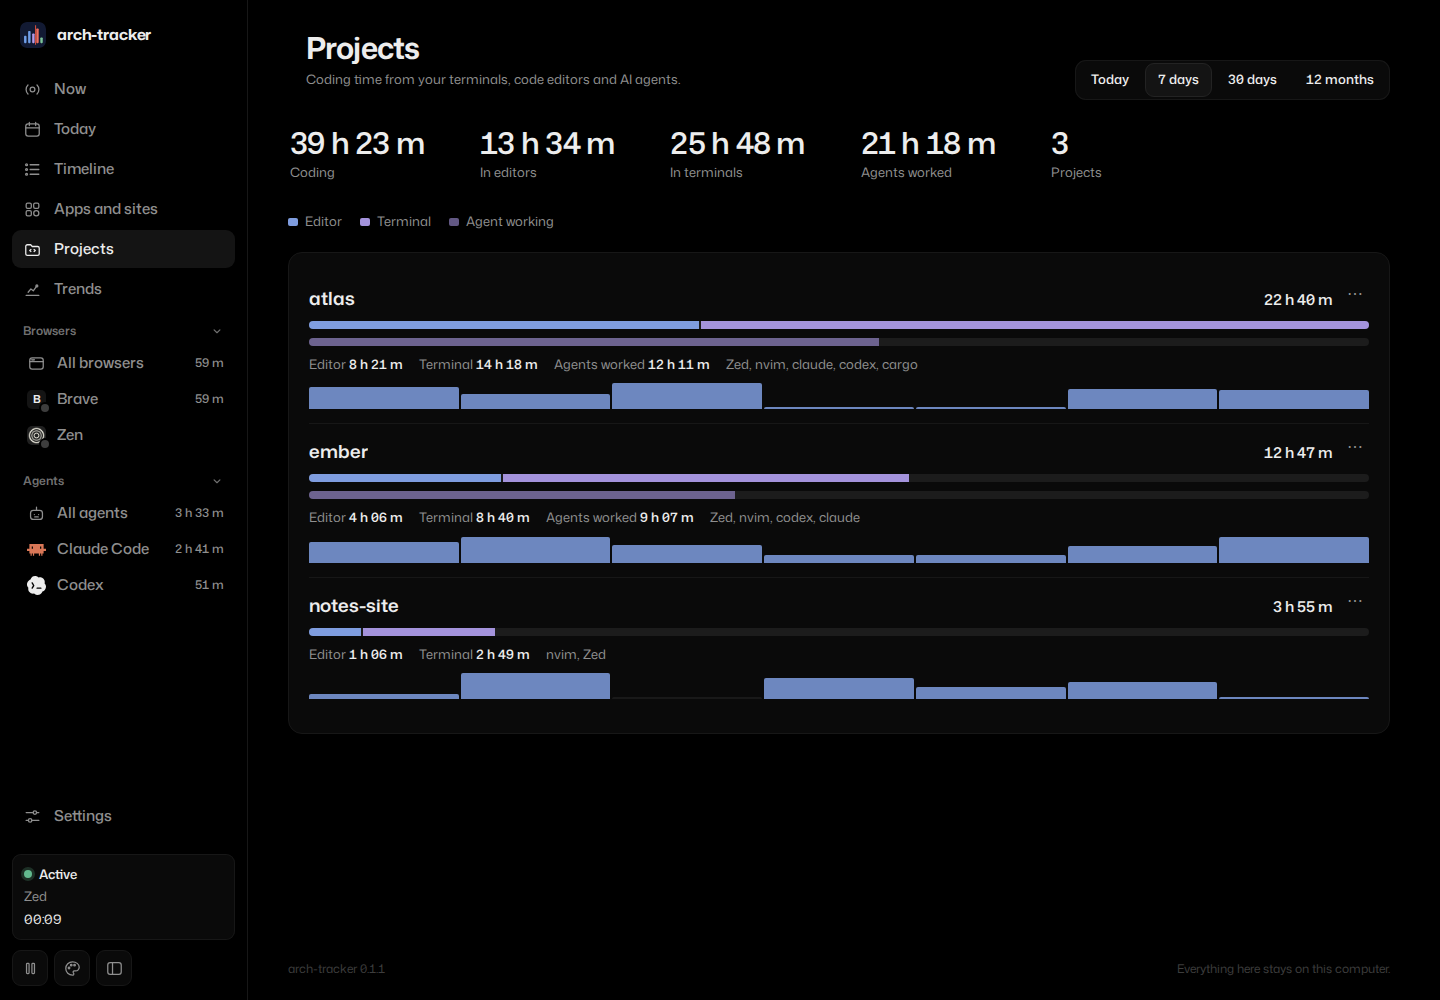 arch-tracker
Now
Today
Timeline
Apps and sites
Projects
Trends
Browsers
All browsers 59 m
B Brave 59 m
Zen
Agents
All agents 3 h 33 m
Claude Code 2 h 41 m
Codex 51 m
Settings
Active
Zed
00:09
Projects
Coding time from your terminals, code editors and AI agents.
Today 7 days 30 days 12 months
39 h 23 m 13 h 34 m 25 h 48 m 21 h 18 m 3
Coding In editors In terminals Agents worked Projects
Editor Terminal Agent working
atlas 22 h 40 m ...
Editor 8 h 21 m Terminal 14 h 18 m Agents worked 12 h 11 m Zed, nvim, claude, codex, cargo
ember 12 h 47 m ...
Editor 4 h 06 m Terminal 8 h 40 m Agents worked 9 h 07 m Zed, nvim, codex, claude
notes-site 3 h 55 m ...
Editor 1 h 06 m Terminal 2 h 49 m nvim, Zed
arch-tracker 0.1.1 Everything here stays on this computer.